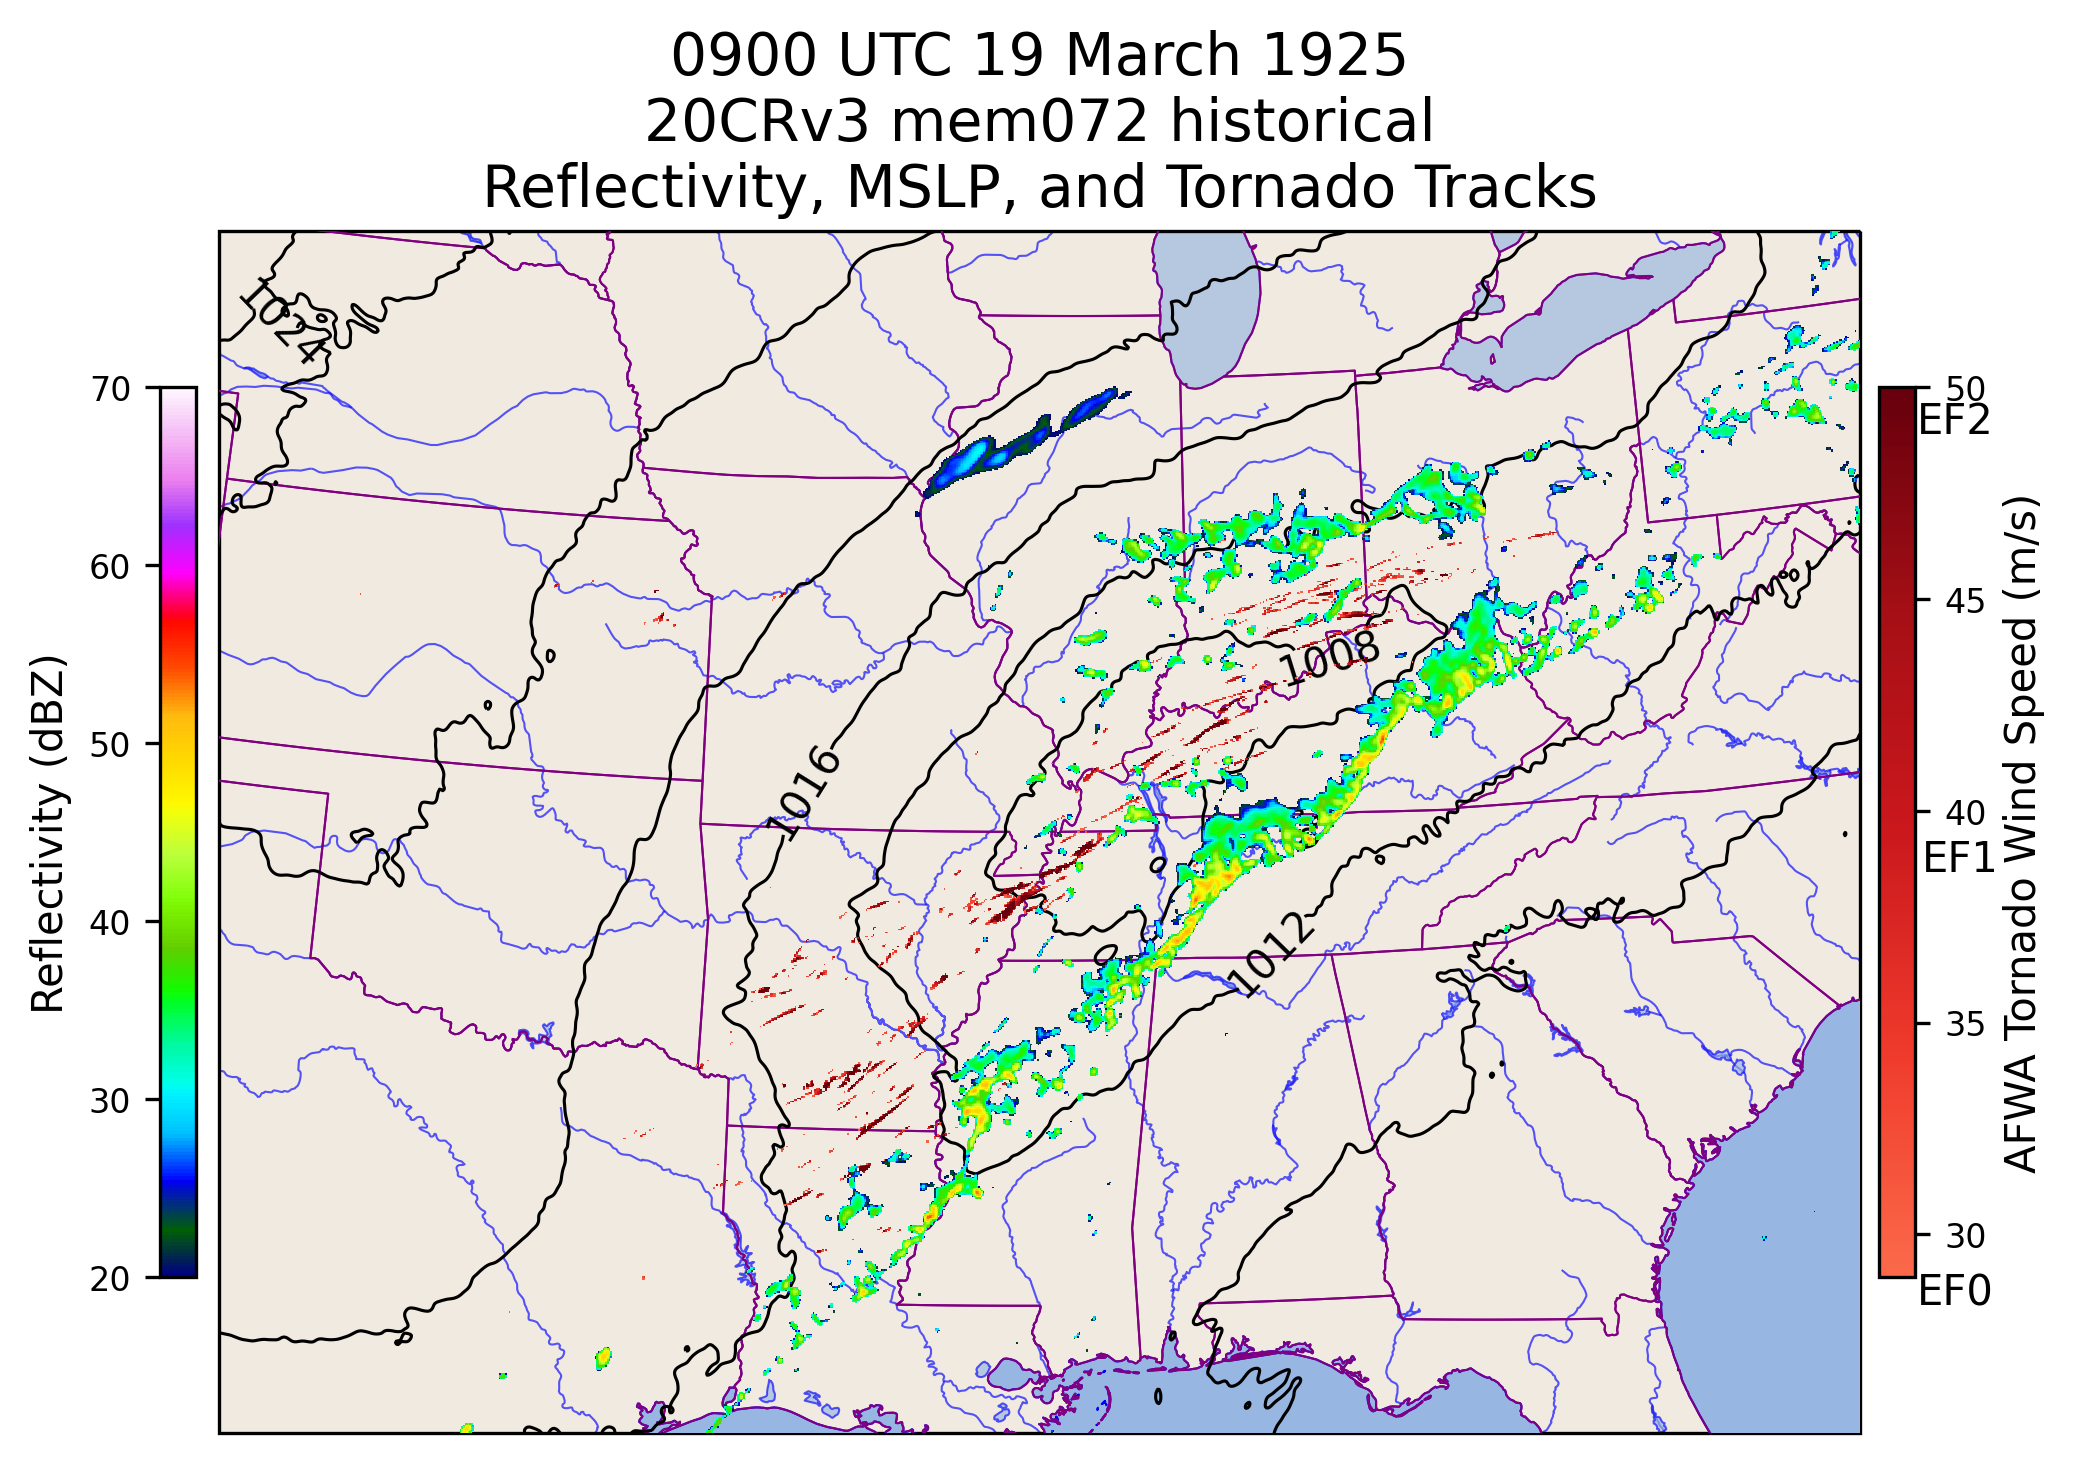 0900 UTC 19 March 1925
20CRv3 mem072 historical
Reflectivity, MSLP, and Tornado Tracks
1024
1008
1016
1012
70
60
50
40
30
20
Reflectivity (dBZ)
50
EF2
45
40
EF1
35
30
EF0
AFWA Tornado Wind Speed (m/s)